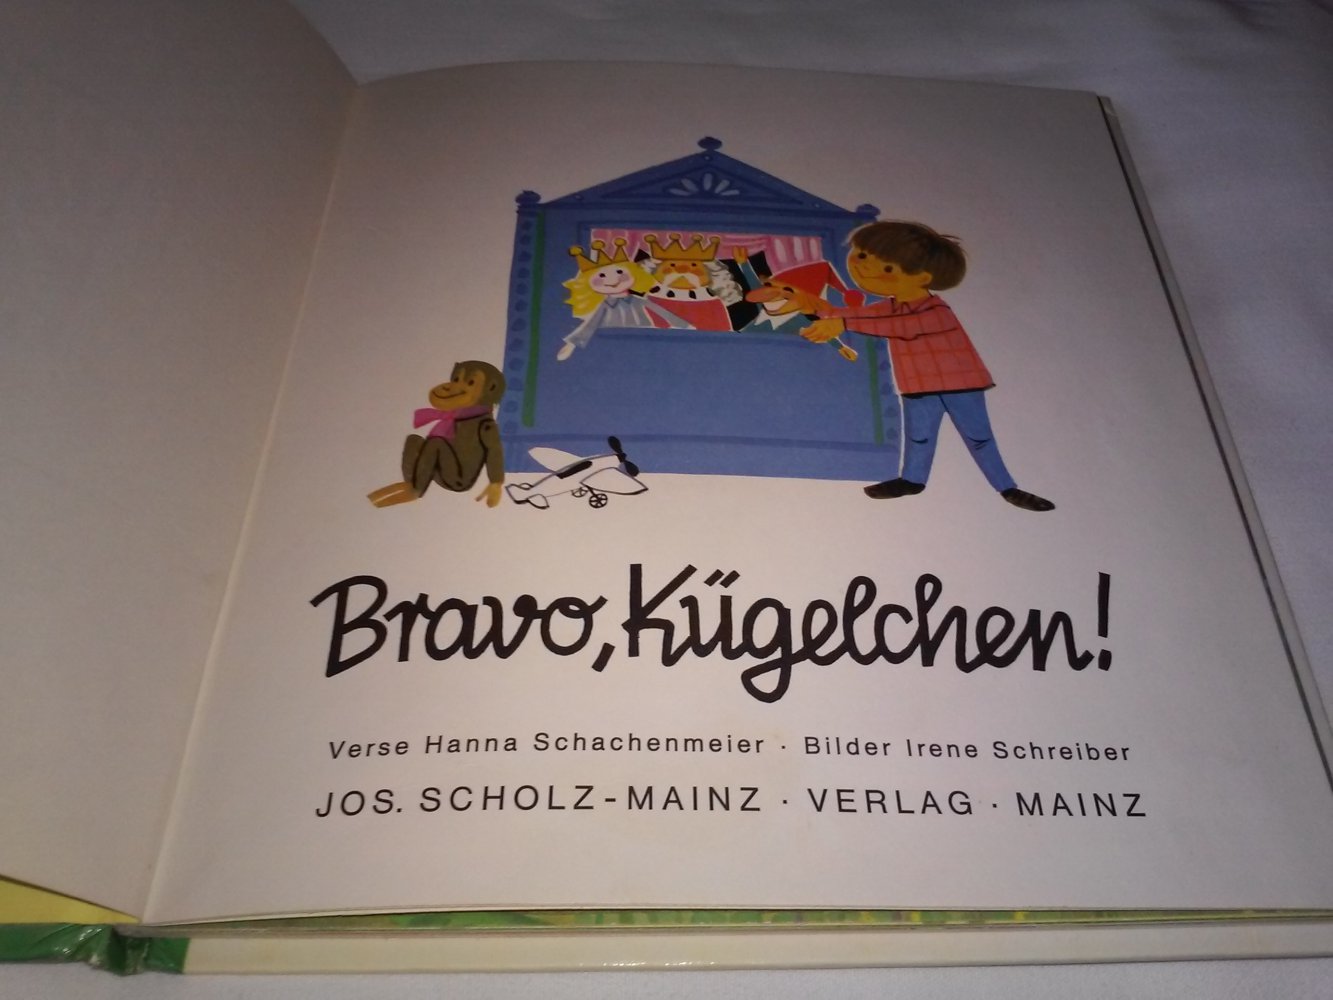 Bravo, Kügelchen!
Verse Hanna Schachenmeier · Bilder Irene Schreiber
JOS. SCHOLZ-MAINZ · VERLAG · MAINZ